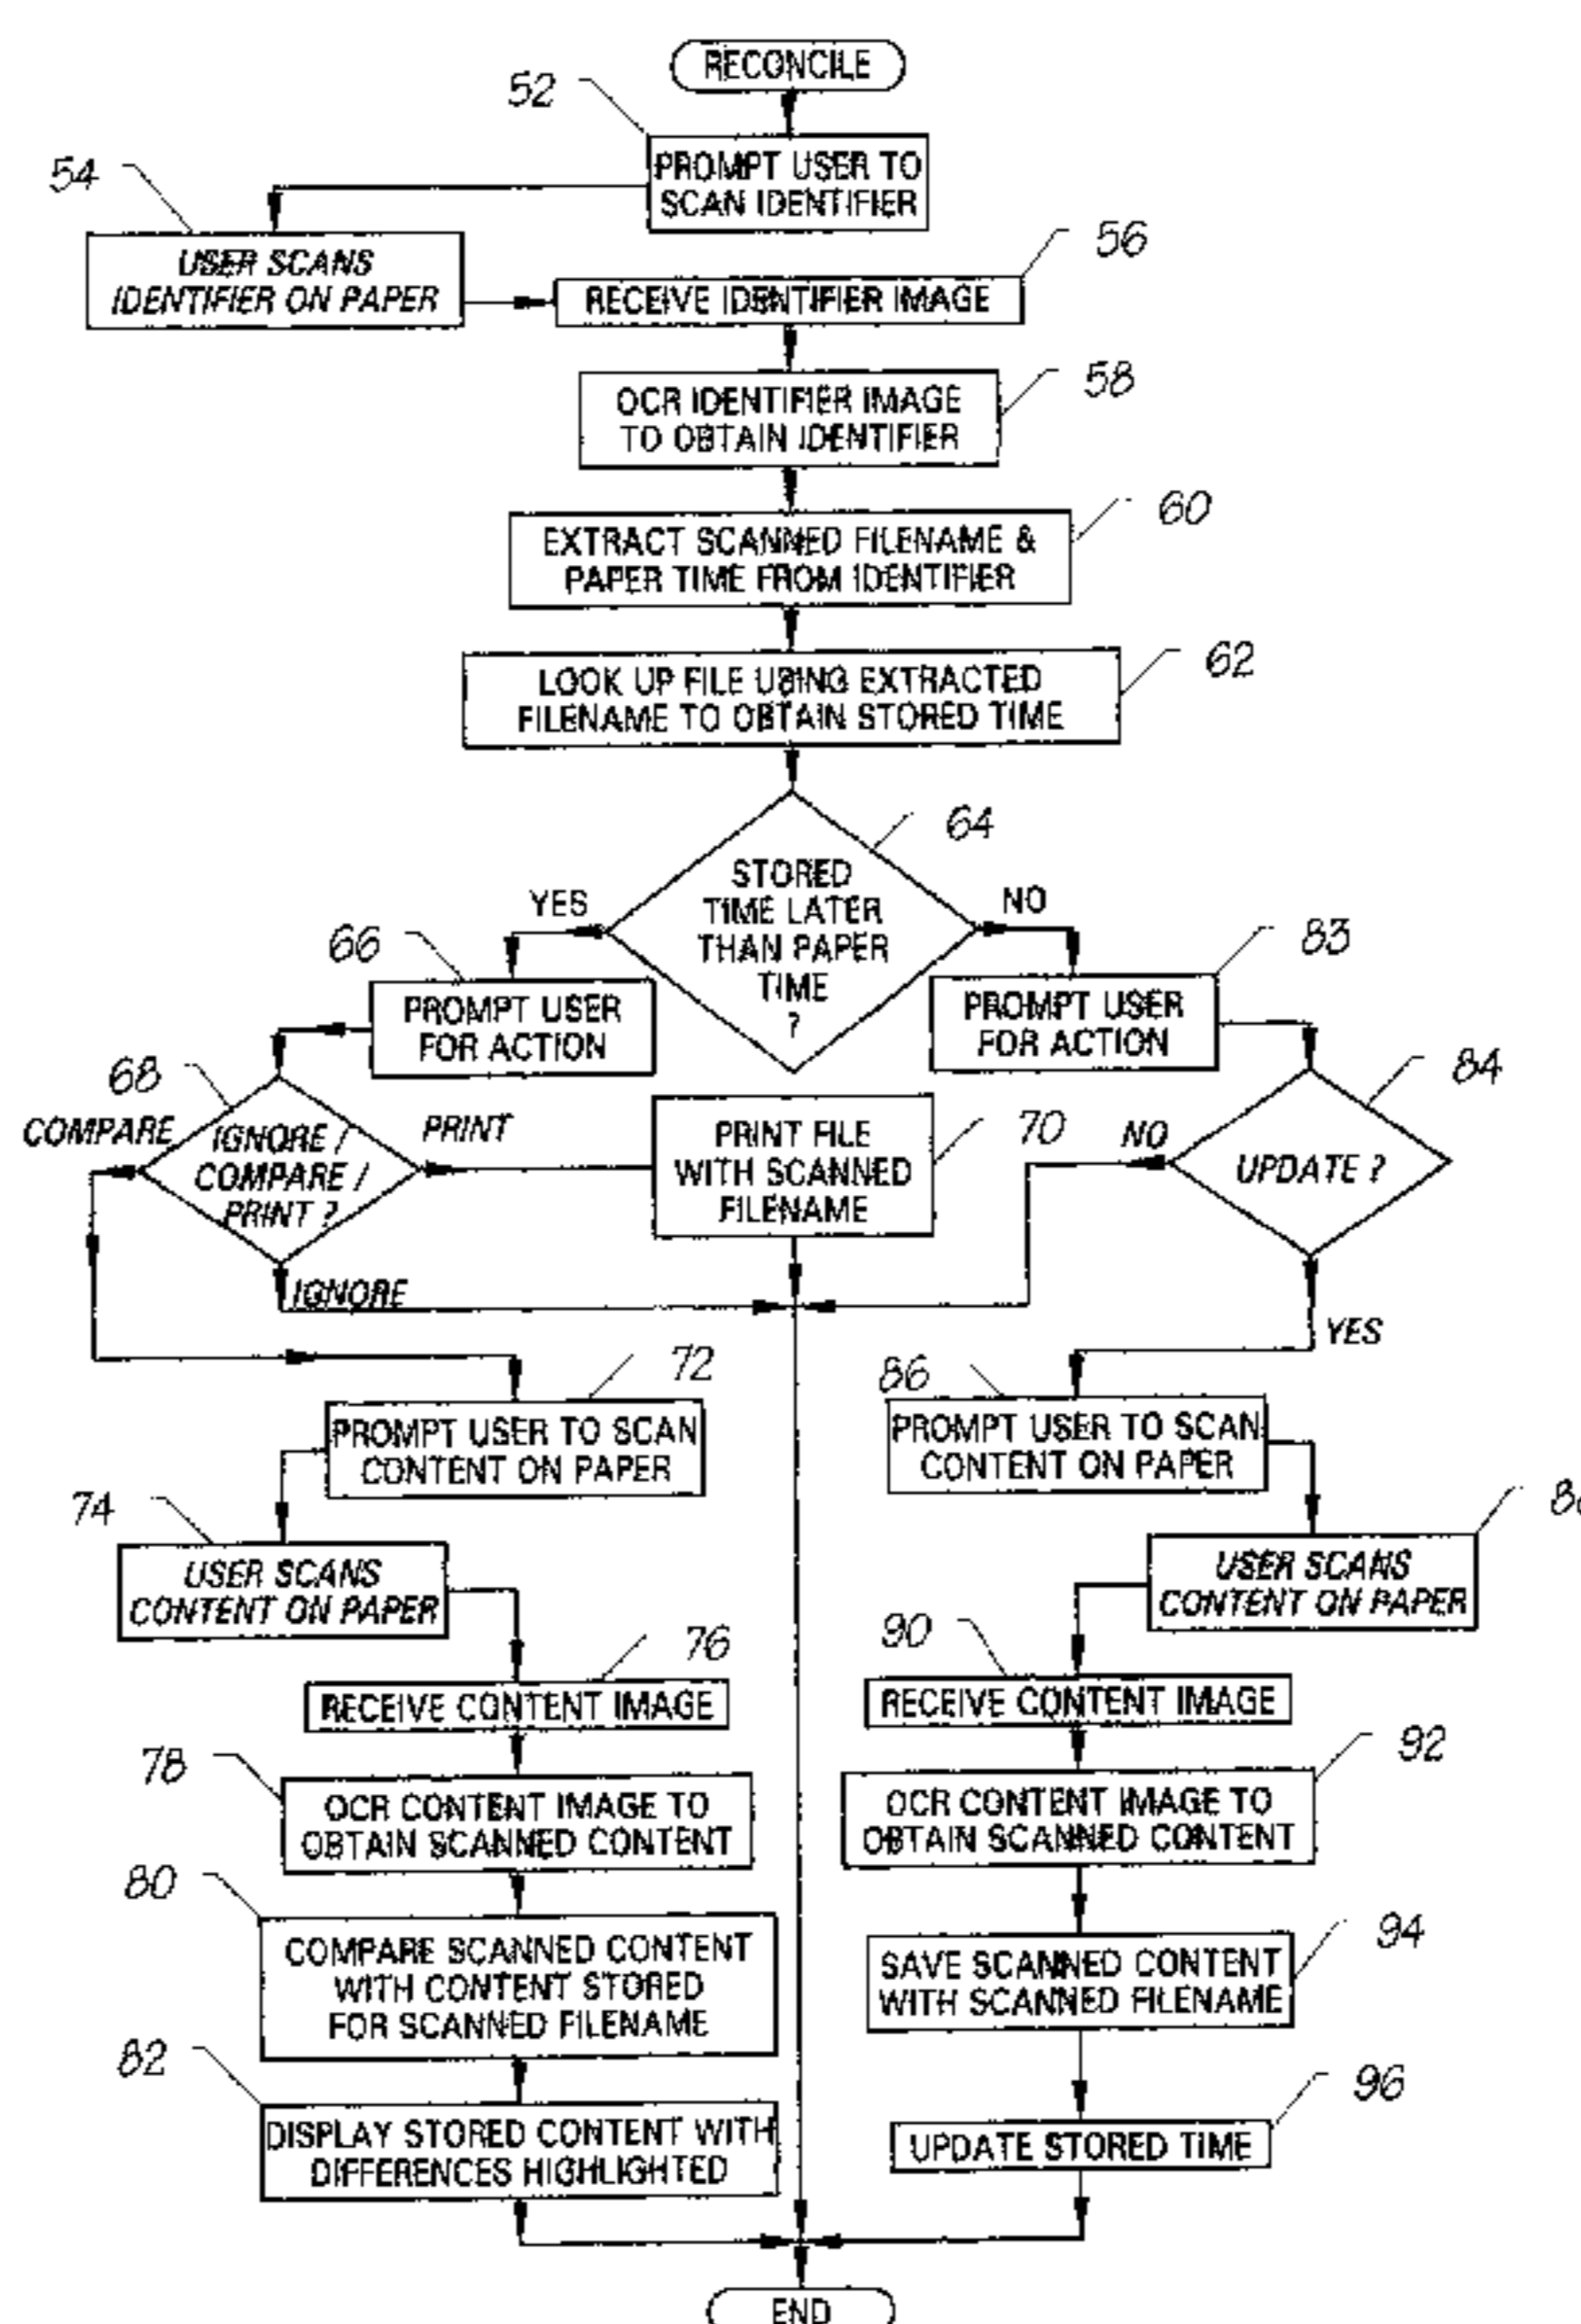 RECONCILE
52
PROMPT USER TO
SCAN IDENTIFIER
54
USER SCANS
IDENTIFIER ON PAPER
56
RECEIVE IDENTIFIER IMAGE
58
OCR IDENTIFIER IMAGE
TO OBTAIN IDENTIFIER
60
EXTRACT SCANNED FILENAME &
PAPER TIME FROM IDENTIFIER
62
LOOK UP FILE USING EXTRACTED
FILENAME TO OBTAIN STORED TIME
64
STORED
TIME LATER
THAN PAPER
TIME
?
YES
NO
66
PROMPT USER
FOR ACTION
83
PROMPT USER
FOR ACTION
68
COMPARE
IGNORE /
COMPARE /
PRINT ?
PRINT
IGNORE
70
PRINT FILE
WITH SCANNED
FILENAME
84
NO
UPDATE ?
YES
72
PROMPT USER TO SCAN
CONTENT ON PAPER
86
PROMPT USER TO SCAN
CONTENT ON PAPER
74
USER SCANS
CONTENT ON PAPER
USER SCANS
CONTENT ON PAPER
76
RECEIVE CONTENT IMAGE
90
RECEIVE CONTENT IMAGE
78
OCR CONTENT IMAGE TO
OBTAIN SCANNED CONTENT
92
OCR CONTENT IMAGE TO
OBTAIN SCANNED CONTENT
80
COMPARE SCANNED CONTENT
WITH CONTENT STORED
FOR SCANNED FILENAME
94
SAVE SCANNED CONTENT
WITH SCANNED FILENAME
82
DISPLAY STORED CONTENT WITH
DIFFERENCES HIGHLIGHTED
96
UPDATE STORED TIME
END